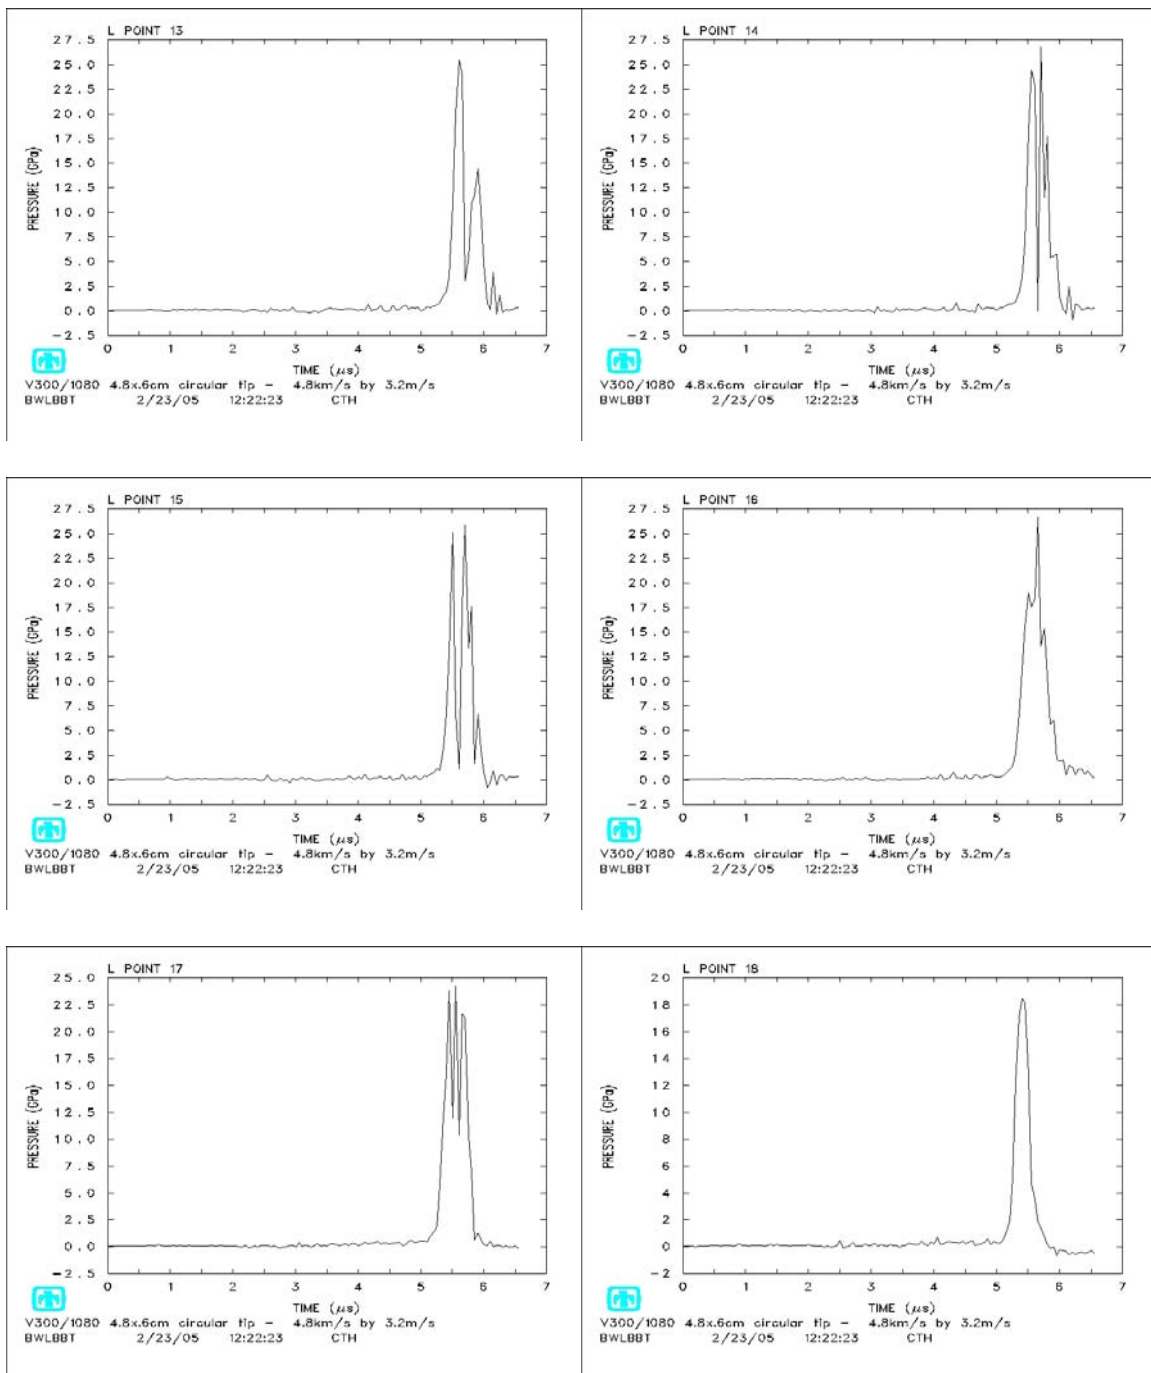 L POINT 13
27.5
25.0
22.5
20.0
17.5
15.0
12.5
10.0
7.5
5.0
2.5
0.0
-2.5
PRESSURE (GPa)
0 1 2 3 4 5 6 7
TIME (μs)
V300/1080 4.8x.6cm circular tip - 4.8km/s by 3.2m/s
BWLBBT 2/23/05 12:22:23 CTH
L POINT 14
27.5
25.0
22.5
20.0
17.5
15.0
12.5
10.0
7.5
5.0
2.5
0.0
-2.5
PRESSURE (GPa)
0 1 2 3 4 5 6 7
TIME (μs)
V300/1080 4.8x.6cm circular tip - 4.8km/s by 3.2m/s
BWLBBT 2/23/05 12:22:23 CTH
L POINT 15
27.5
25.0
22.5
20.0
17.5
15.0
12.5
10.0
7.5
5.0
2.5
0.0
-2.5
PRESSURE (GPa)
0 1 2 3 4 5 6 7
TIME (μs)
V300/1080 4.8x.6cm circular tip - 4.8km/s by 3.2m/s
BWLBBT 2/23/05 12:22:23 CTH
L POINT 16
27.5
25.0
22.5
20.0
17.5
15.0
12.5
10.0
7.5
5.0
2.5
0.0
-2.5
PRESSURE (GPa)
0 1 2 3 4 5 6 7
TIME (μs)
V300/1080 4.8x.6cm circular tip - 4.8km/s by 3.2m/s
BWLBBT 2/23/05 12:22:23 CTH
L POINT 17
25.0
22.5
20.0
17.5
15.0
12.5
10.0
7.5
5.0
2.5
0.0
-2.5
PRESSURE (GPa)
0 1 2 3 4 5 6 7
TIME (μs)
V300/1080 4.8x.6cm circular tip - 4.8km/s by 3.2m/s
BWLBBT 2/23/05 12:22:23 CTH
L POINT 18
20
18
16
14
12
10
8
6
4
2
0
-2
PRESSURE (GPa)
0 1 2 3 4 5 6 7
TIME (μs)
V300/1080 4.8x.6cm circular tip - 4.8km/s by 3.2m/s
BWLBBT 2/23/05 12:22:23 CTH